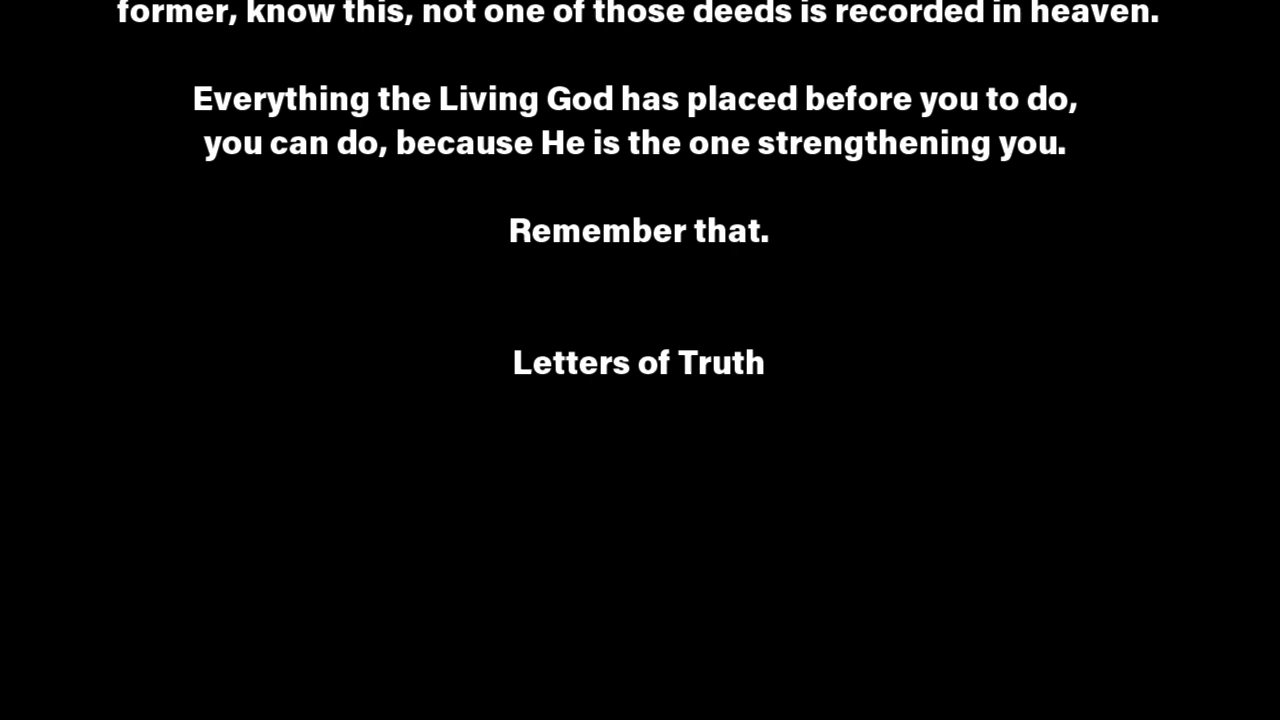 former, know this, not one of those deeds is recorded in heaven.
Everything the Living God has placed before you to do,
you can do, because He is the one strengthening you.
Remember that.
Letters of Truth